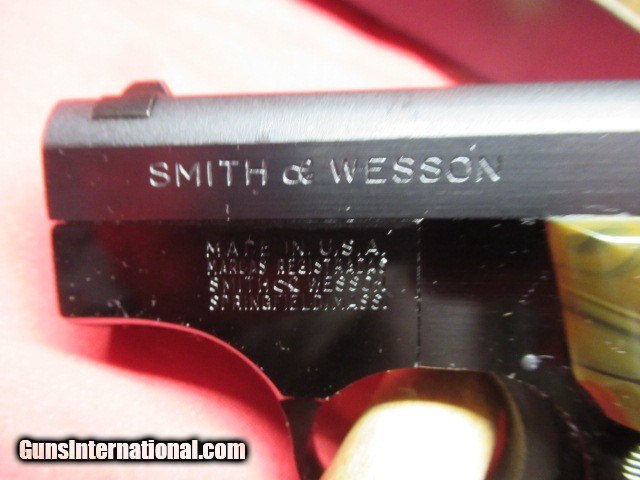 SMITH & WESSON
MADE IN U.S.A.
MARCAS REGISTRADAS
SMITH & WESSON
SPRINGFIELD, MASS.
GunsInternational.com